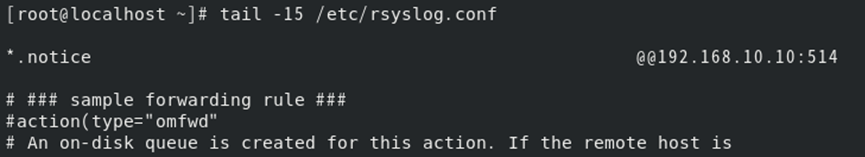 [root@localhost ~]# tail -15 /etc/rsyslog.conf
*.notice @@192.168.10.10:514
# ### sample forwarding rule ###
#action(type="omfwd"
# An on-disk queue is created for this action. If the remote host is